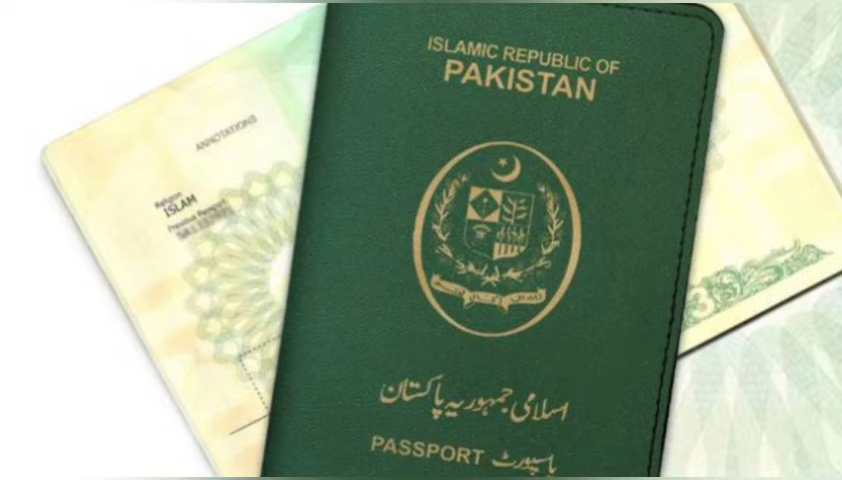 ISLAMIC REPUBLIC OF
PAKISTAN
اسلامی جمہوریہ پاکستان
PASSPORT پاسپورٹ
ANNOTATIONS
Religion
ISLAM
Previous Passport